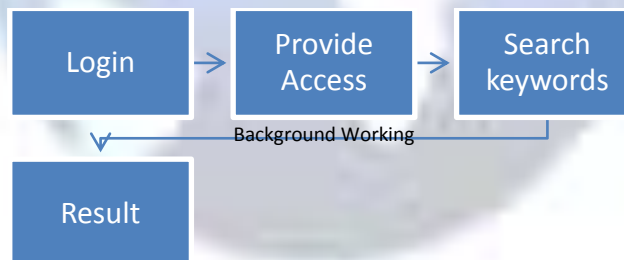 Login
Provide
Access
Search
keywords
Background Working
Result